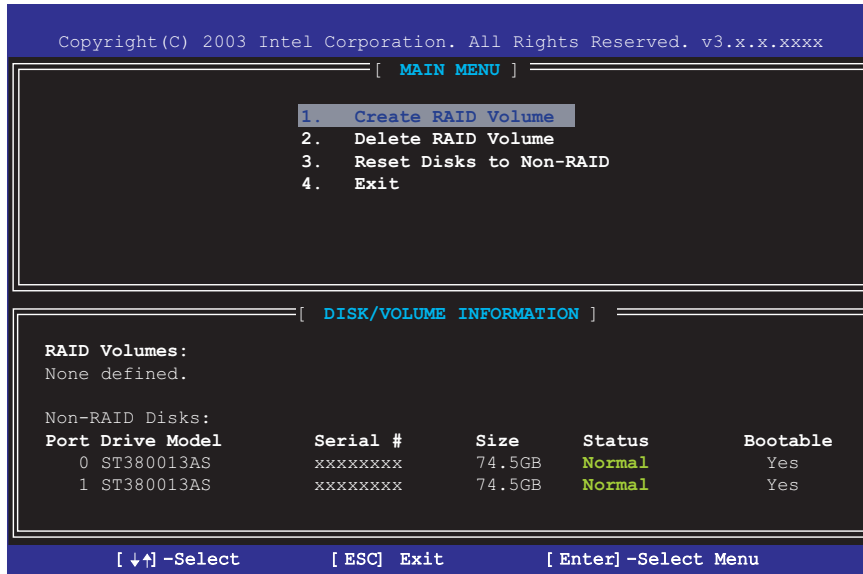 Copyright(C) 2003 Intel Corporation. All Rights Reserved. v3.x.x.xxxx
[ MAIN MENU ]
1. Create RAID Volume
2. Delete RAID Volume
3. Reset Disks to Non-RAID
4. Exit
[ DISK/VOLUME INFORMATION ]
RAID Volumes:
None defined.
Non-RAID Disks:
Port Drive Model Serial # Size Status Bootable
0 ST380013AS xxxxxxxx 74.5GB Normal Yes
1 ST380013AS xxxxxxxx 74.5GB Normal Yes
[↓↑]-Select [ESC] Exit [Enter]-Select Menu